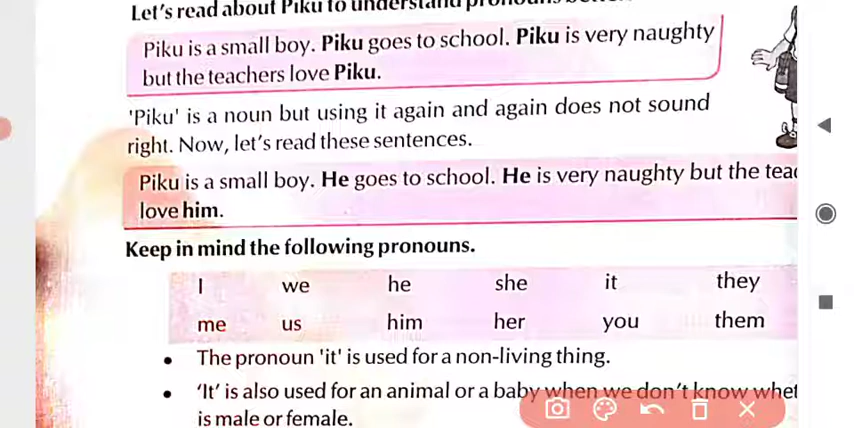 Let's read about Piku to understand pronouns
Piku is a small boy. Piku goes to school. Piku is very naughty
but the teachers love Piku.
'Piku' is a noun but using it again and again does not sound
right. Now, let's read these sentences.
Piku is a small boy. He goes to school. He is very naughty but the
love him.
Keep in mind the following pronouns.
I we he she it they
me us him her you them
• The pronoun 'it' is used for a non-living thing.
• 'It' is also used for an animal or a baby when we don't know
is male or female.